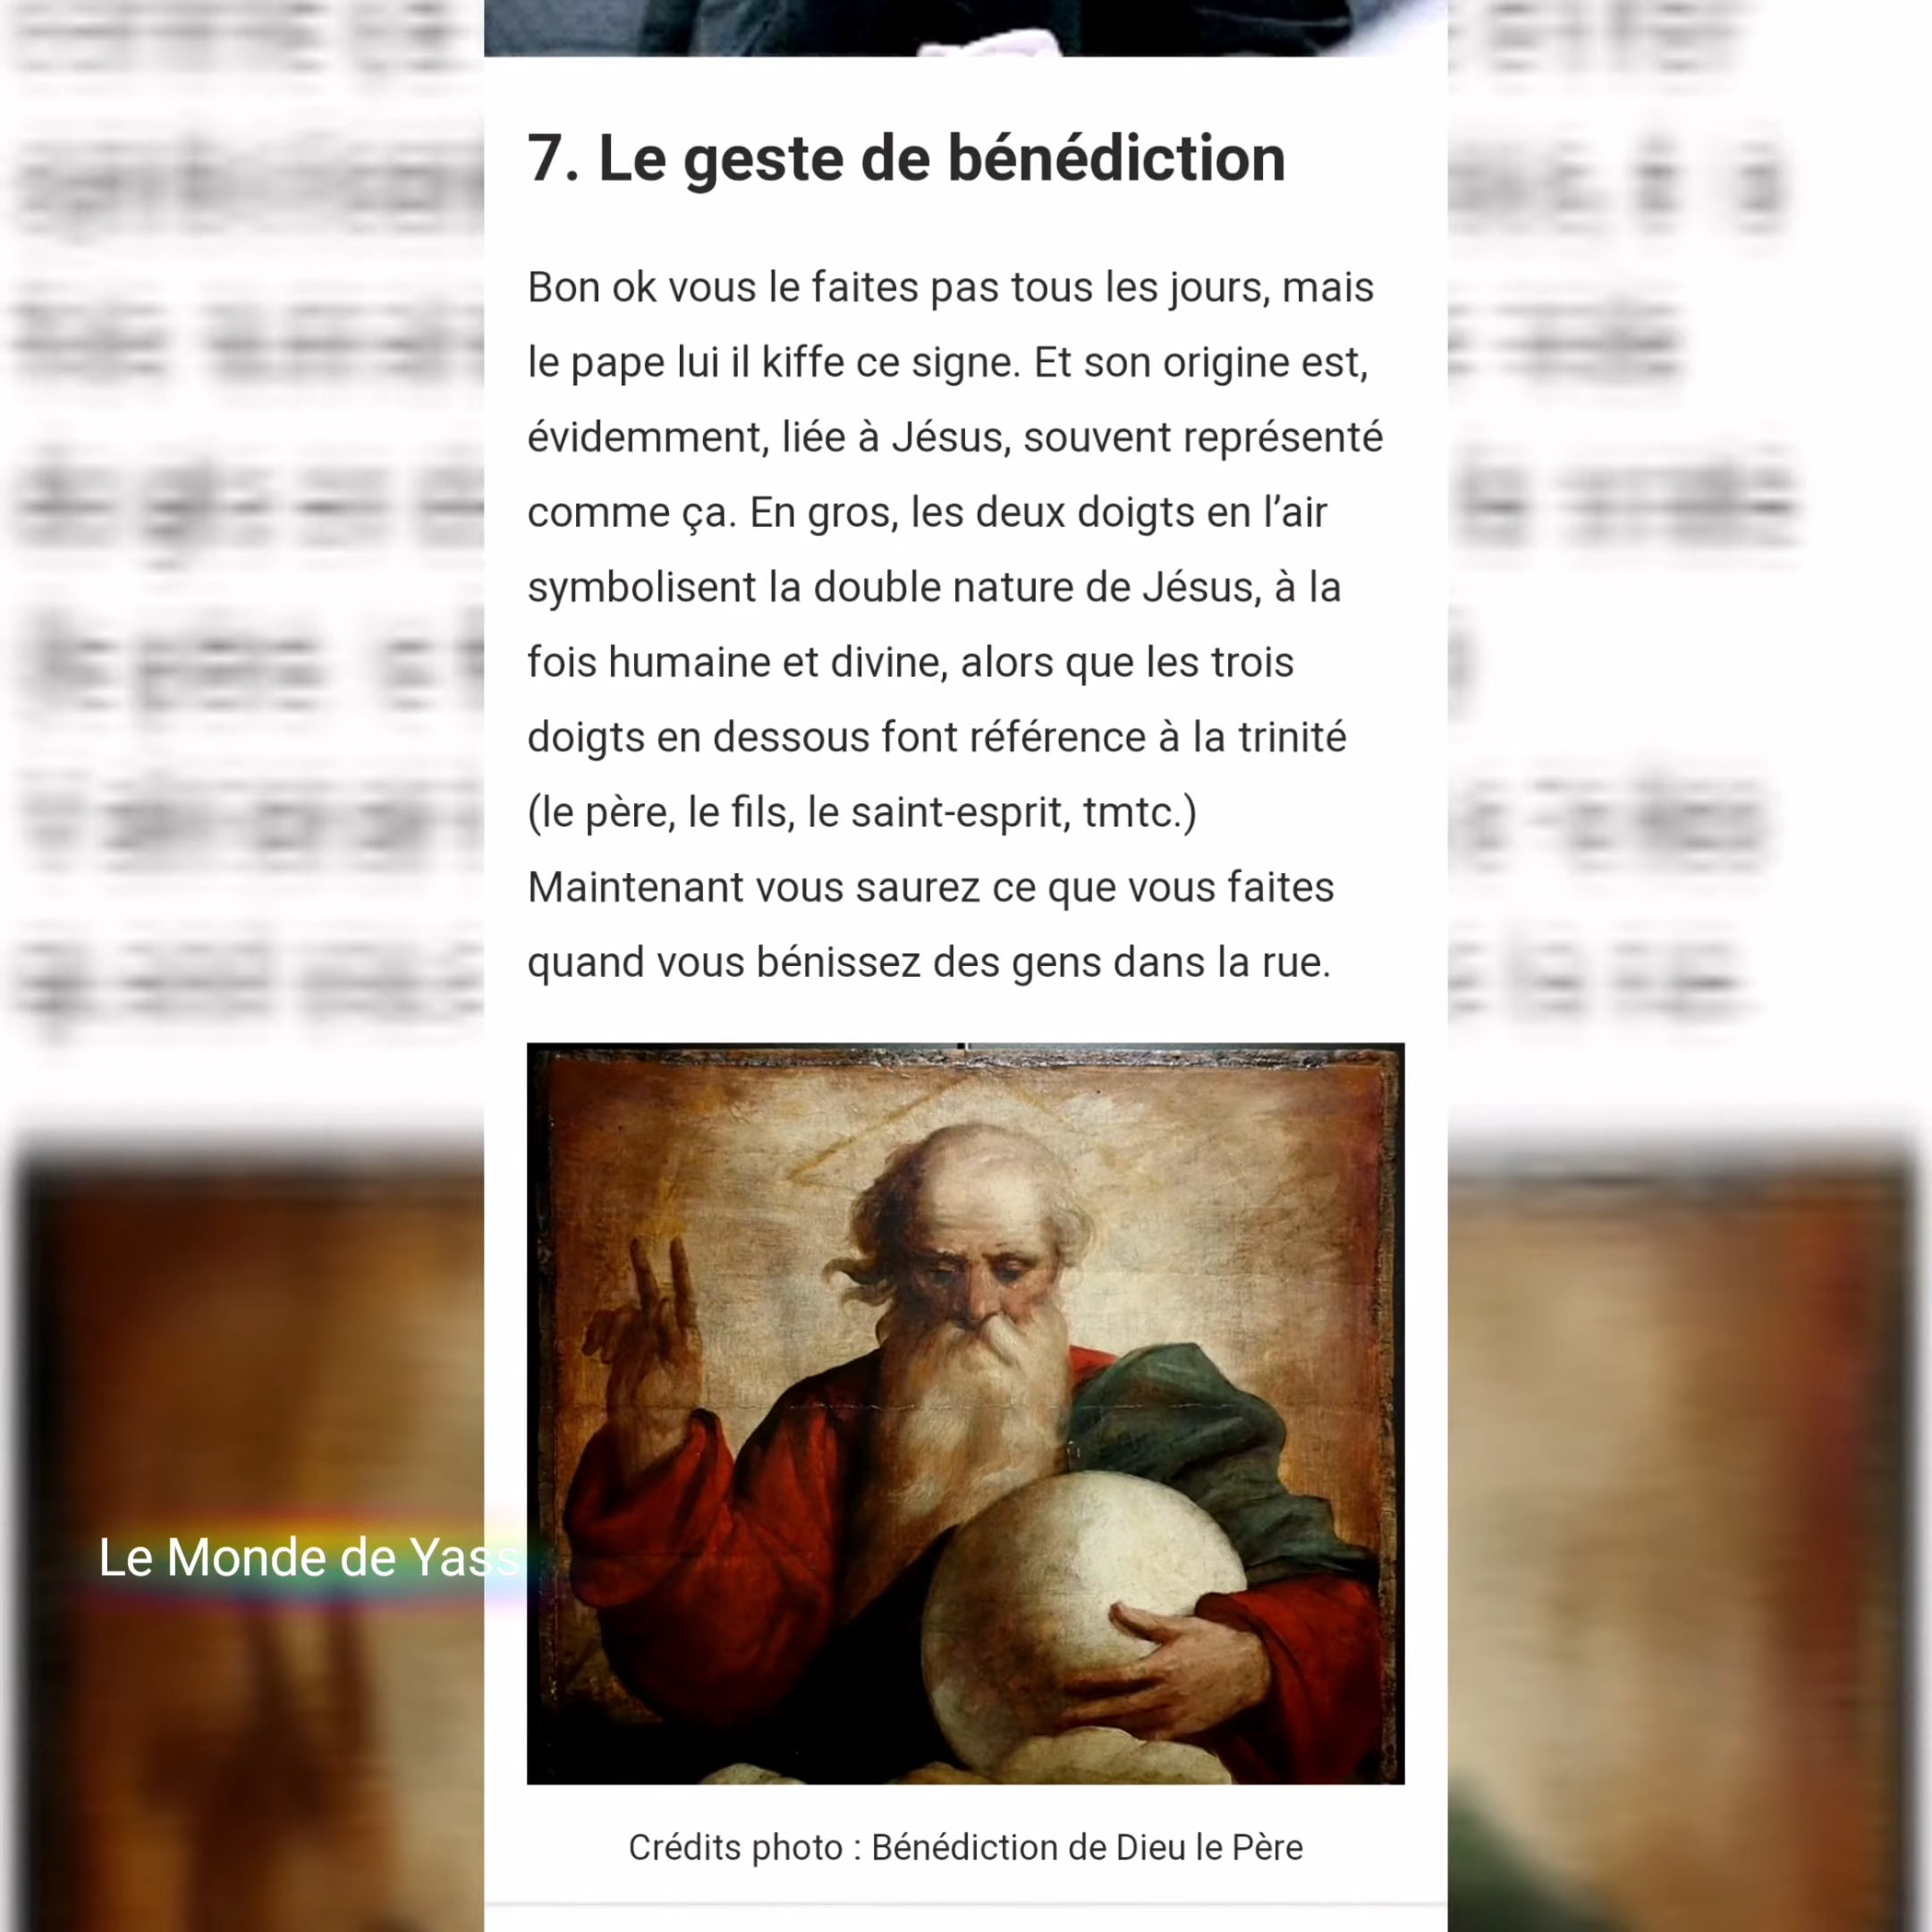 7. Le geste de bénédiction
Bon ok vous le faites pas tous les jours, mais
le pape lui il kiffe ce signe. Et son origine est,
évidemment, liée à Jésus, souvent représenté
comme ça. En gros, les deux doigts en l’air
symbolisent la double nature de Jésus, à la
fois humaine et divine, alors que les trois
doigts en dessous font référence à la trinité
(le père, le fils, le saint-esprit, tmtc.)
Maintenant vous saurez ce que vous faites
quand vous bénissez des gens dans la rue.
Le Monde de Yass
Crédits photo : Bénédiction de Dieu le Père